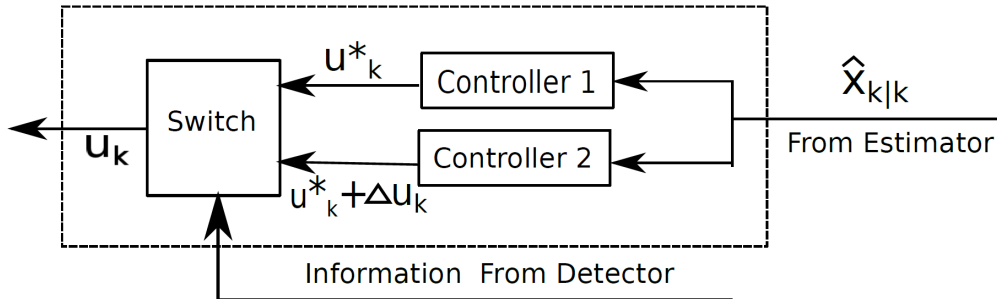 u*k
Controller 1
x̂k|k
Switch
uk
Controller 2
From Estimator
u*k+Δuk
Information From Detector